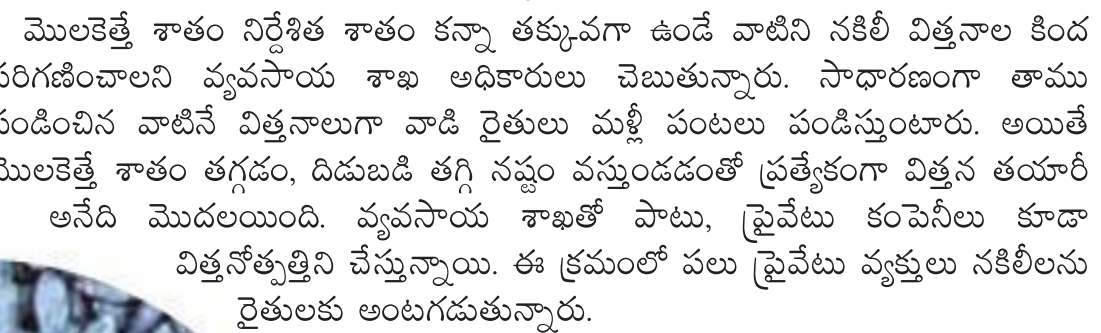 మొలకెత్తే శాతం నిర్దేశిత శాతం కన్నా తక్కువగా ఉండే వాటిని నకిలీ విత్తనాల కింద
పరిగణించాలని వ్యవసాయ శాఖ అధికారులు చెబుతున్నారు. సాధారణంగా తాము
పండించిన వాటినే విత్తనాలుగా వాడి రైతులు మళ్లీ పంటలు పండిస్తుంటారు. అయితే
మొలకెత్తే శాతం తగ్గడం, దిడుబడి తగ్గి నష్టం వస్తుండడంతో ప్రత్యేకంగా విత్తన తయారీ
అనేది మొదలయింది. వ్యవసాయ శాఖతో పాటు, ప్రైవేటు కంపెనీలు కూడా
విత్తనోత్పత్తిని చేస్తున్నాయి. ఈ క్రమంలో పలు ప్రైవేటు వ్యక్తులు నకిలీలను
రైతులకు అంటగడుతున్నారు.